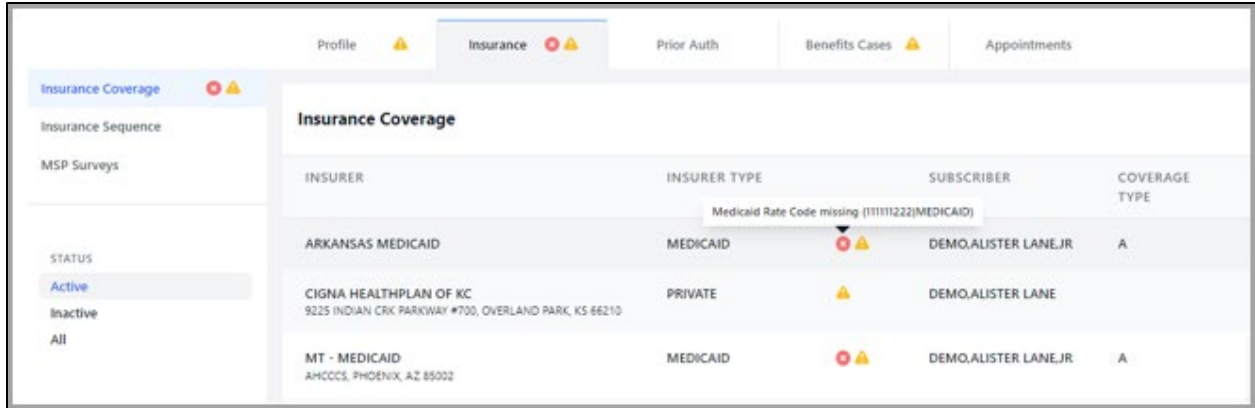 Profile Insurance Prior Auth Benefits Cases Appointments
Insurance Coverage
Insurance Sequence
MSP Surveys
STATUS
Active
Inactive
All
Insurance Coverage
INSURER INSURER TYPE SUBSCRIBER COVERAGE TYPE
Medicaid Rate Code missing (111111222|MEDICAID)
ARKANSAS MEDICAID MEDICAID DEMO,ALISTER LANE,JR A
CIGNA HEALTHPLAN OF KC PRIVATE DEMO,ALISTER LANE
9225 INDIAN CRK PARKWAY #700, OVERLAND PARK, KS 66210
MT - MEDICAID MEDICAID DEMO,ALISTER LANE,JR A
AHCCCS, PHOENIX, AZ 85002